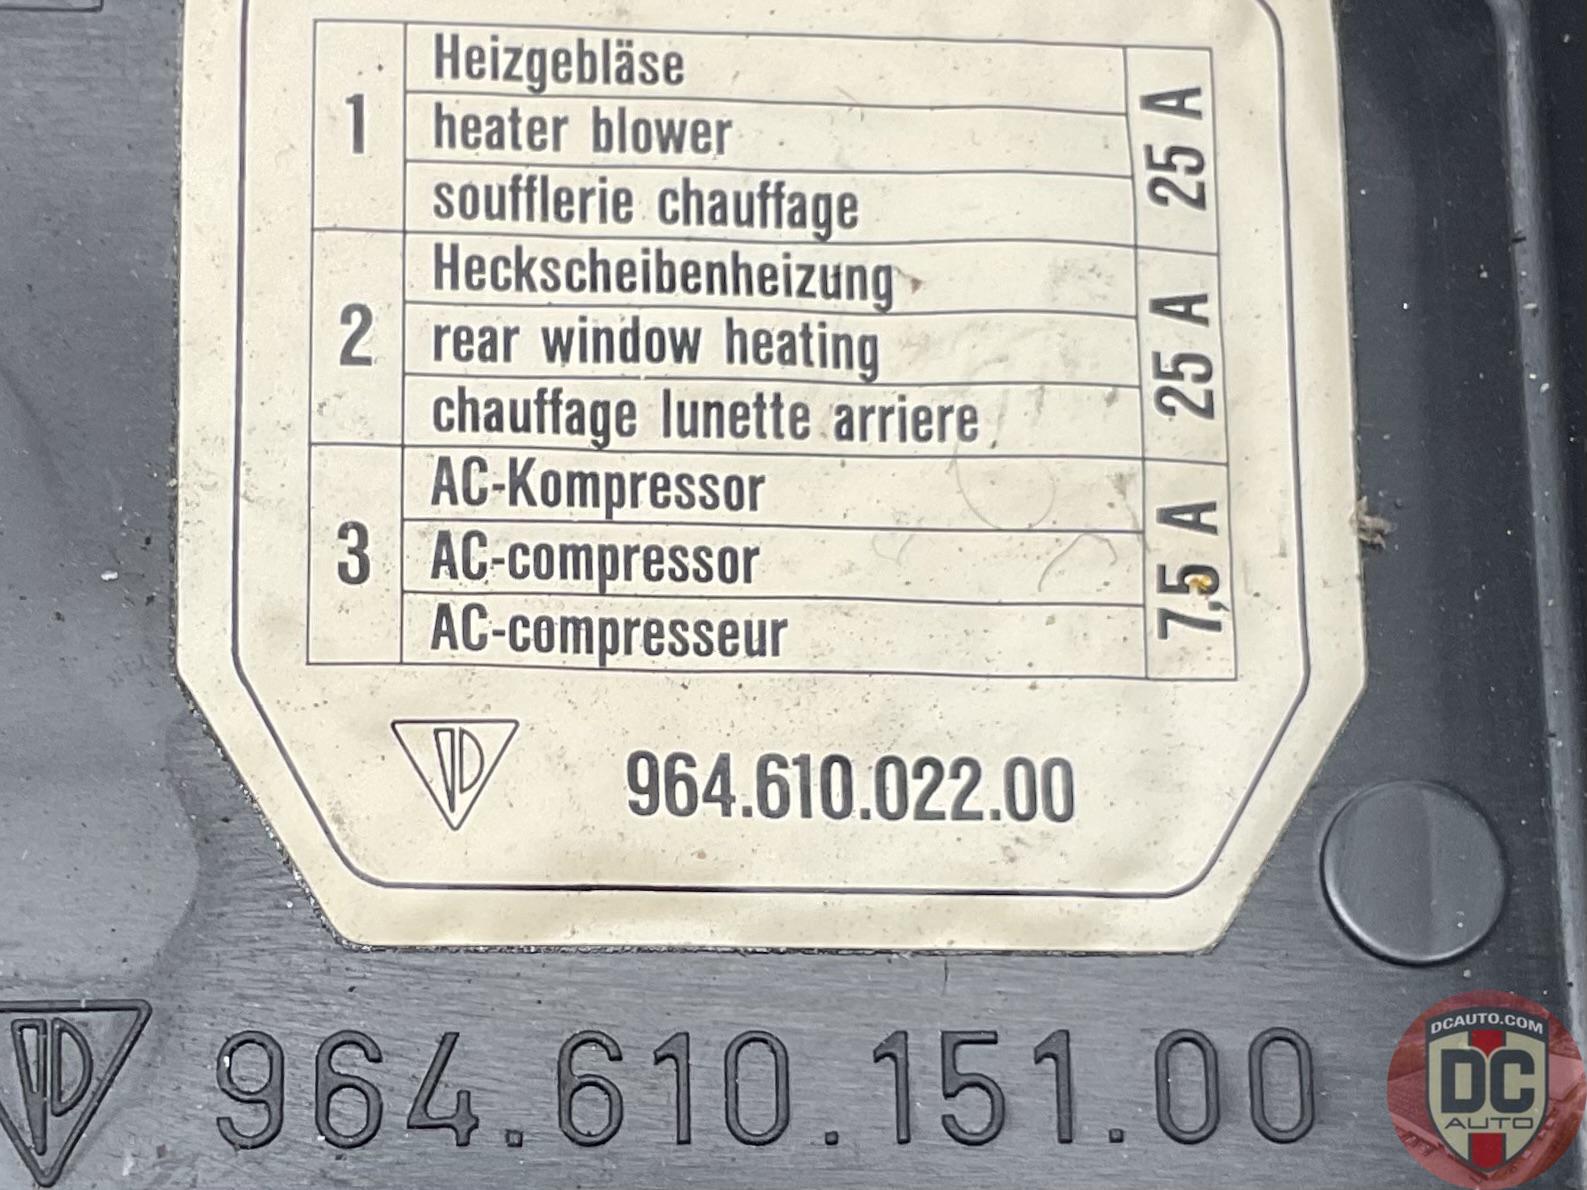 1
Heizgebläse
heater blower
soufflerie chauffage
25 A
2
Heckscheibenheizung
rear window heating
chauffage lunette arriere
25 A
3
AC-Kompressor
AC-compressor
AC-compresseur
7,5 A
964.610.022.00
964.610.151.00
DCAUTO.COM
DC
AUTO